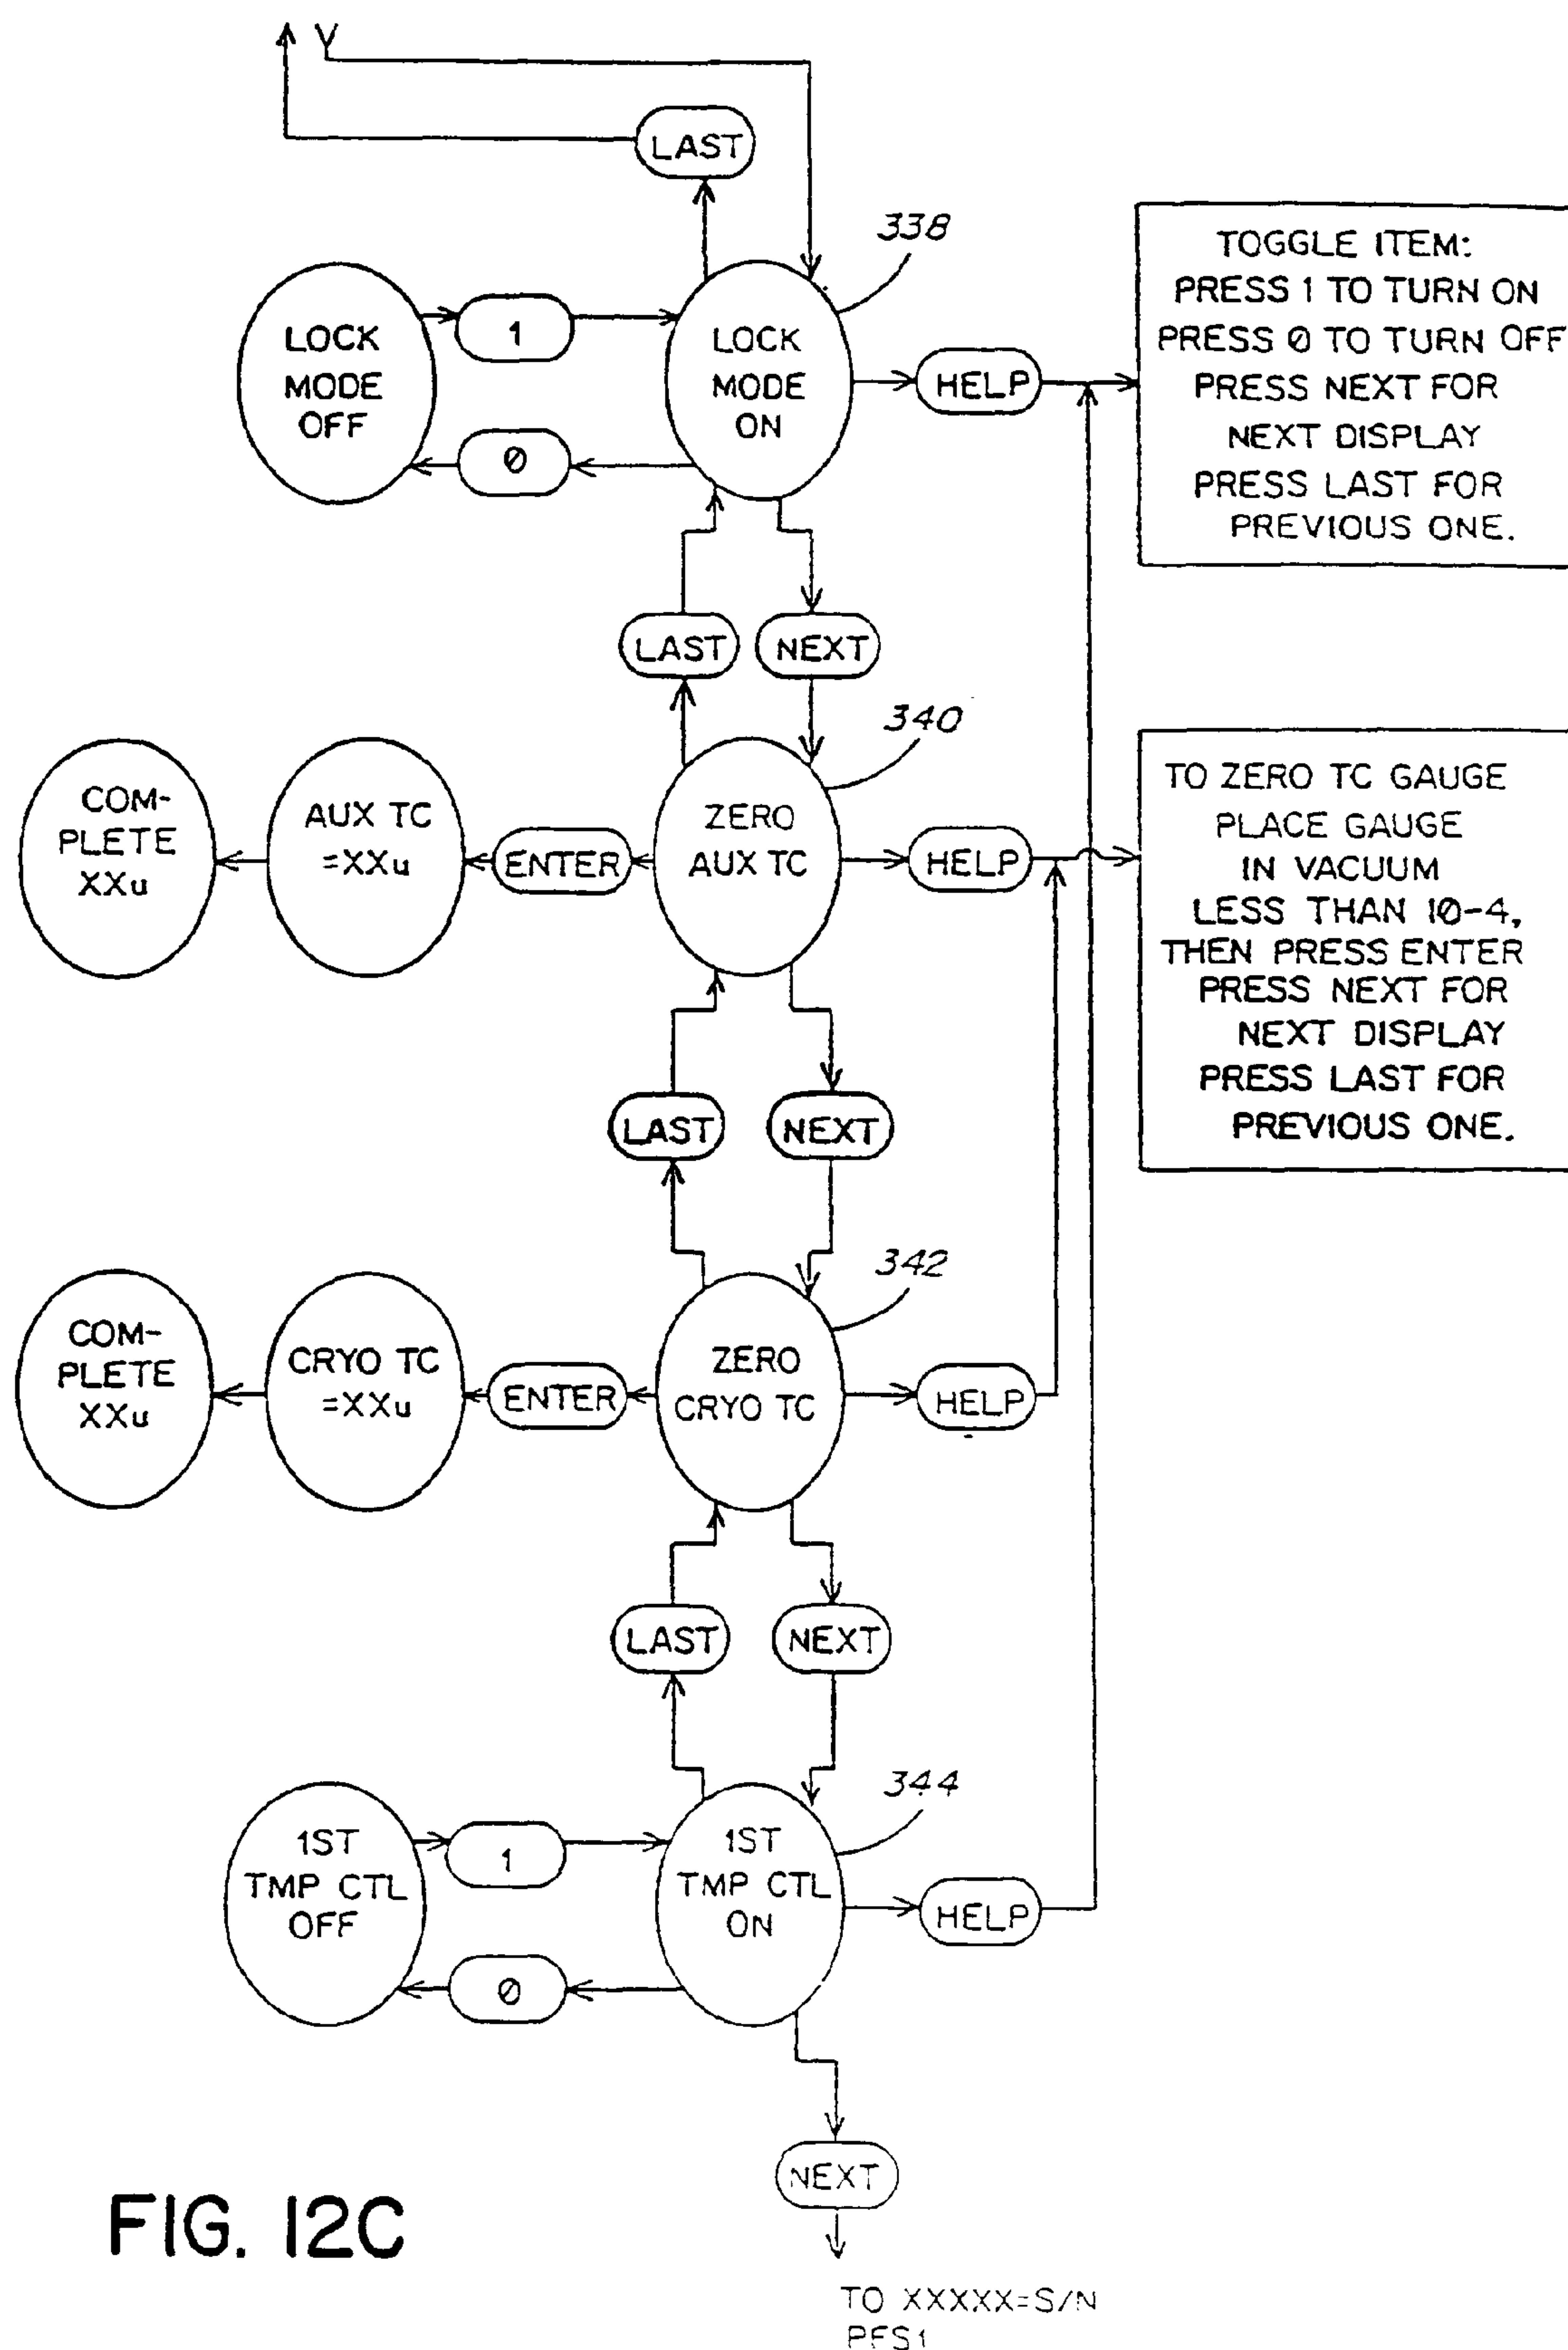 V
LAST
338
LOCK
MODE
OFF
1
0
LOCK
MODE
ON
HELP
TOGGLE ITEM:
PRESS 1 TO TURN ON
PRESS 0 TO TURN OFF
PRESS NEXT FOR
NEXT DISPLAY
PRESS LAST FOR
PREVIOUS ONE.
LAST
NEXT
340
COM-
PLETE
XXu
AUX TC
=XXu
ENTER
ZERO
AUX TC
HELP
TO ZERO TC GAUGE
PLACE GAUGE
IN VACUUM
LESS THAN 10-4,
THEN PRESS ENTER
PRESS NEXT FOR
NEXT DISPLAY
PRESS LAST FOR
PREVIOUS ONE.
LAST
NEXT
342
COM-
PLETE
XXu
CRYO TC
=XXu
ENTER
ZERO
CRYO TC
HELP
LAST
NEXT
344
1ST
TMP CTL
OFF
1
0
1ST
TMP CTL
ON
HELP
NEXT
TO XXXXX=S/N
PFS1
FIG. 12C